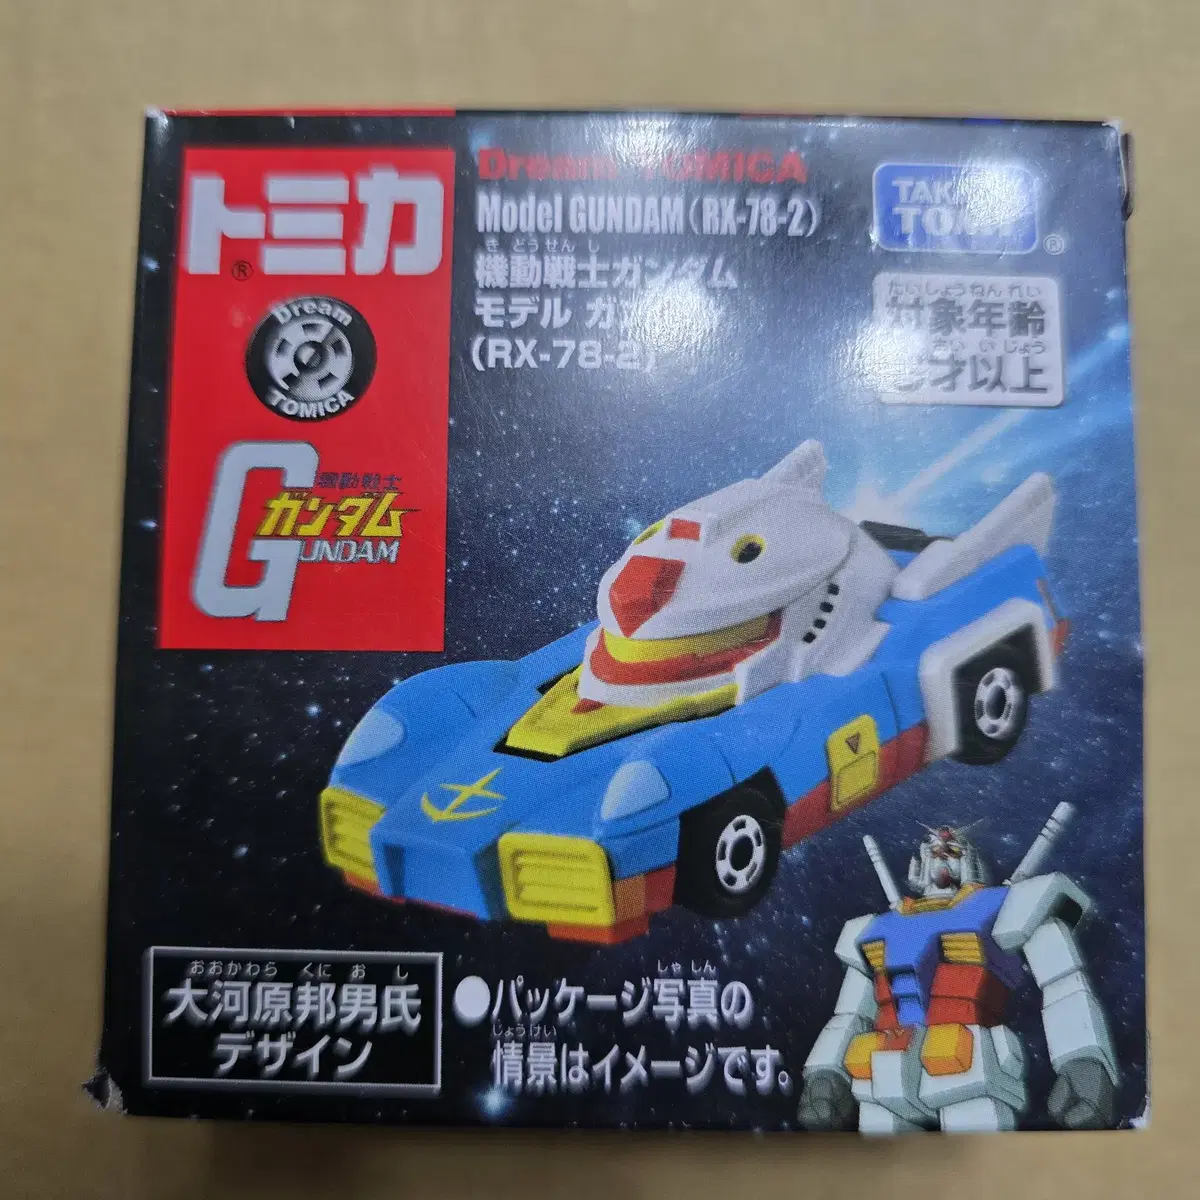 トミカ
®
Dream
TOMICA
機動戦士
ガンダム
GUNDAM
Dream TOMICA
Model GUNDAM (RX-78-2)
きどうせんし
機動戦士ガンダム
モデル ガンダム
(RX-78-2)
TAKARA
TOMY
®
たいしょうねんれい
対象年齢
さい いじょう
才以上
おおかわら くに お し
大河原邦男氏
デザイン
しゃしん
●パッケージ写真の
じょうけい
情景はイメージです。